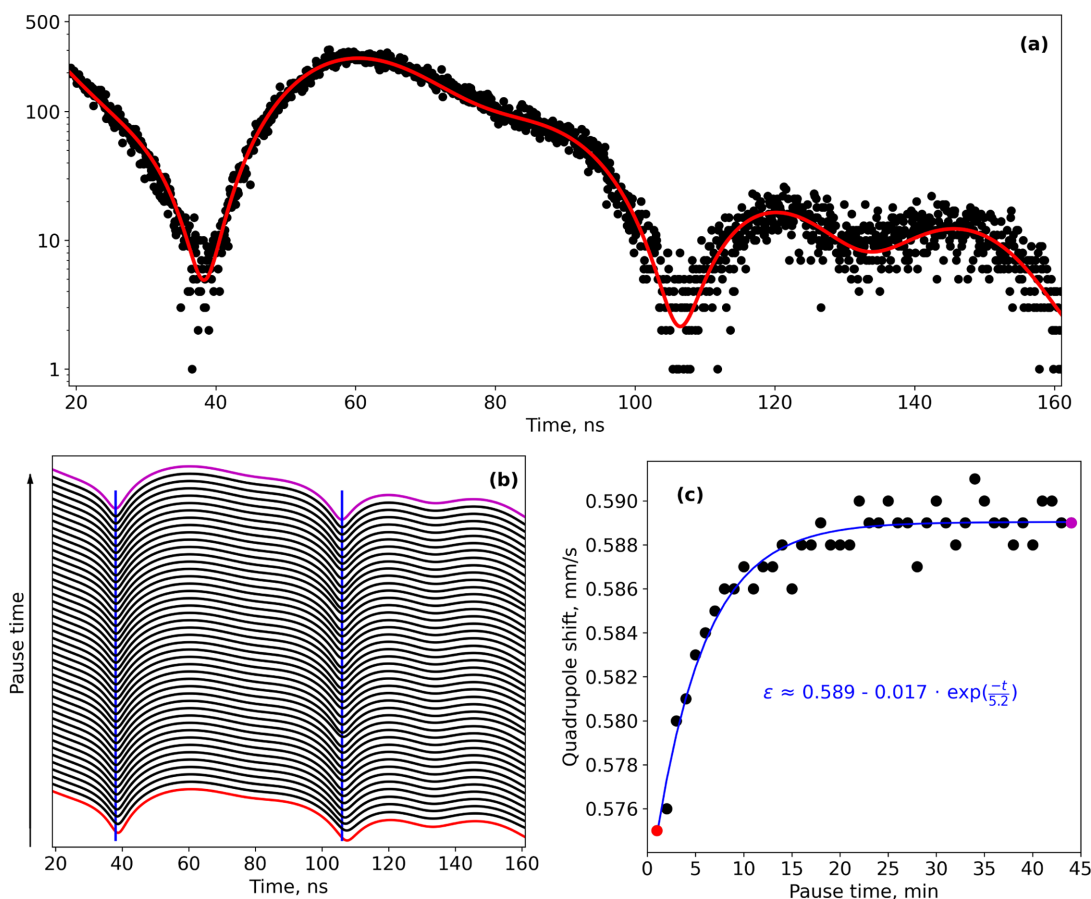 (a)
500
100
10
1
20 40 60 80 100 120 140 160
Time, ns
(b)
Pause time
20 40 60 80 100 120 140 160
Time, ns
(c)
Quadrupole shift, mm/s
0.590
0.588
0.586
0.584
0.582
0.580
0.578
0.576
ε ≈ 0.589 - 0.017 · exp(−t/5.2)
0 5 10 15 20 25 30 35 40 45
Pause time, min